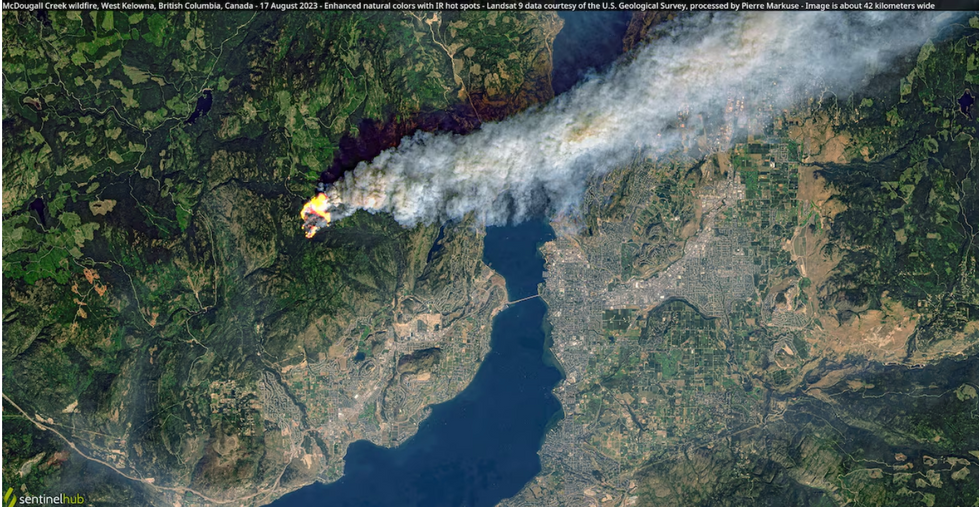 McDougall Creek wildfire, West Kelowna, British Columbia, Canada - 17 August 2023 - Enhanced natural colors with IR hot spots - Landsat 9 data courtesy of the U.S. Geological Survey, processed by Pierre Markuse - Image is about 42 kilometers wide
sentinelhub